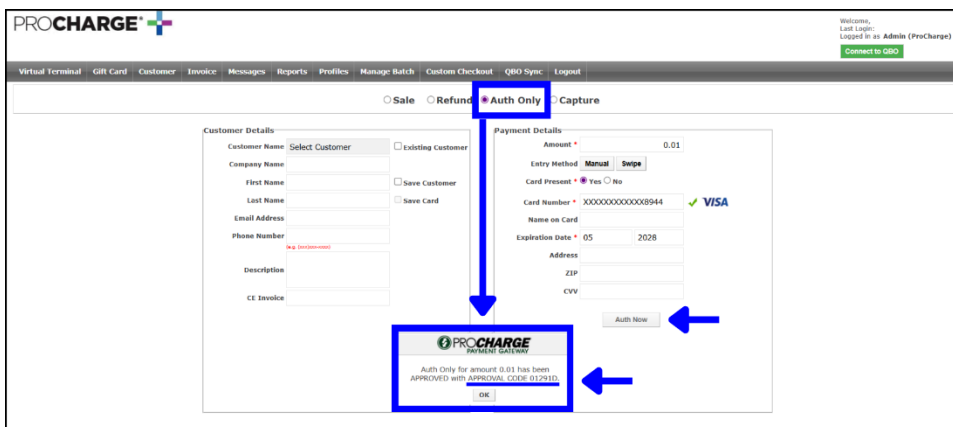 PROCHARGE®
Welcome,
Last Login:
Logged in as Admin (ProCharge)
Connect to QBO
Virtual Terminal Gift Card Customer Invoice Messages Reports Profiles Manage Batch Custom Checkout QBO Sync Logout
Sale Refund Auth Only Capture
Customer Details
Customer Name Select Customer Existing Customer
Company Name
First Name Save Customer
Last Name Save Card
Email Address
Phone Number
Description
CE Invoice
Payment Details
Amount * 0.01
Entry Method Manual Swipe
Card Present * Yes No
Card Number * XXXXXXXXXXXX8944 VISA
Name on Card
Expiration Date * 05 2028
Address
ZIP
CVV
Auth Now
PROCHARGE
PAYMENT GATEWAY
Auth Only for amount 0.01 has been
APPROVED with APPROVAL CODE 01291D.
OK